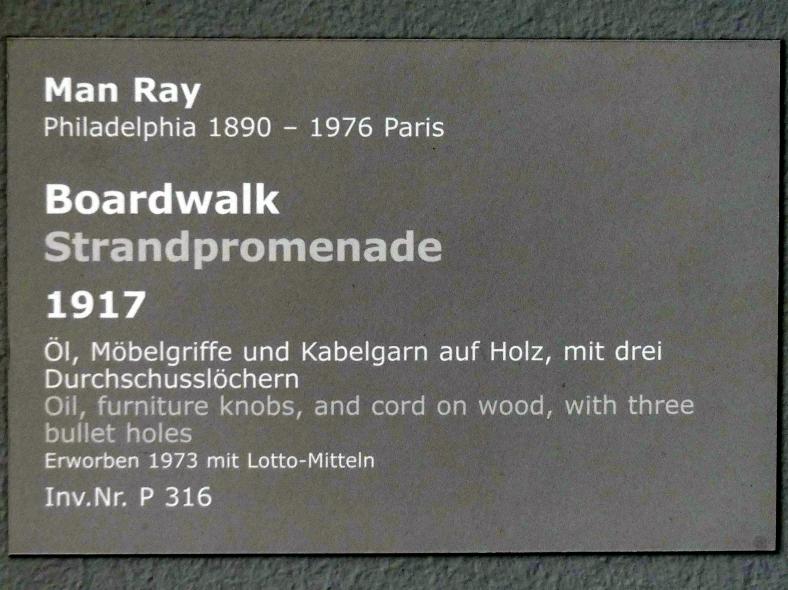 Man Ray
Philadelphia 1890 – 1976 Paris
Boardwalk
Strandpromenade
1917
Öl, Möbelgriffe und Kabelgarn auf Holz, mit drei
Durchschusslöchern
Oil, furniture knobs, and cord on wood, with three
bullet holes
Erworben 1973 mit Lotto-Mitteln
Inv.Nr. P 316